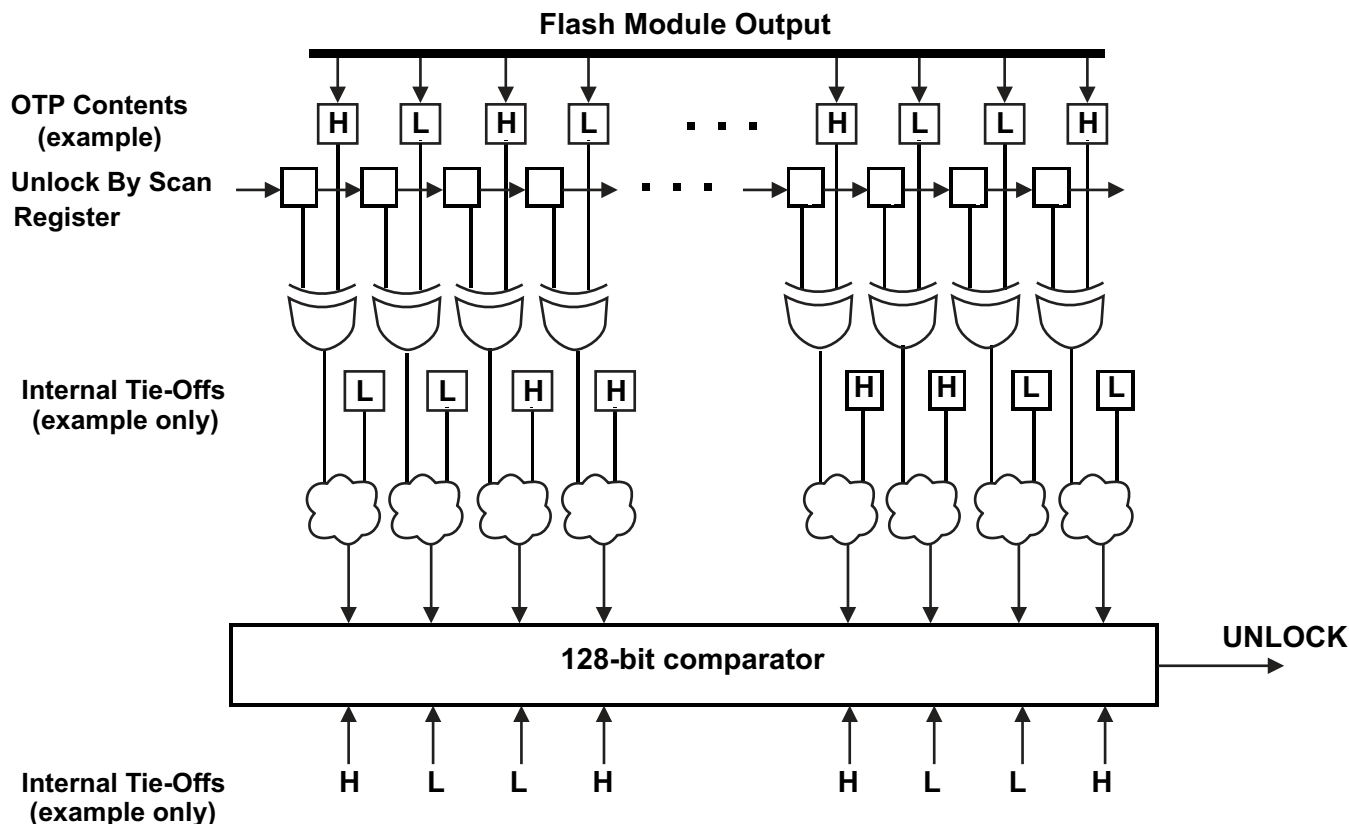 Flash Module Output
OTP Contents
(example)
H L H L . . . H L L H
Unlock By Scan
Register
. . .
Internal Tie-Offs
(example only)
L L H H H H L L
UNLOCK
128-bit comparator
H L L H H L L H
Internal Tie-Offs
(example only)